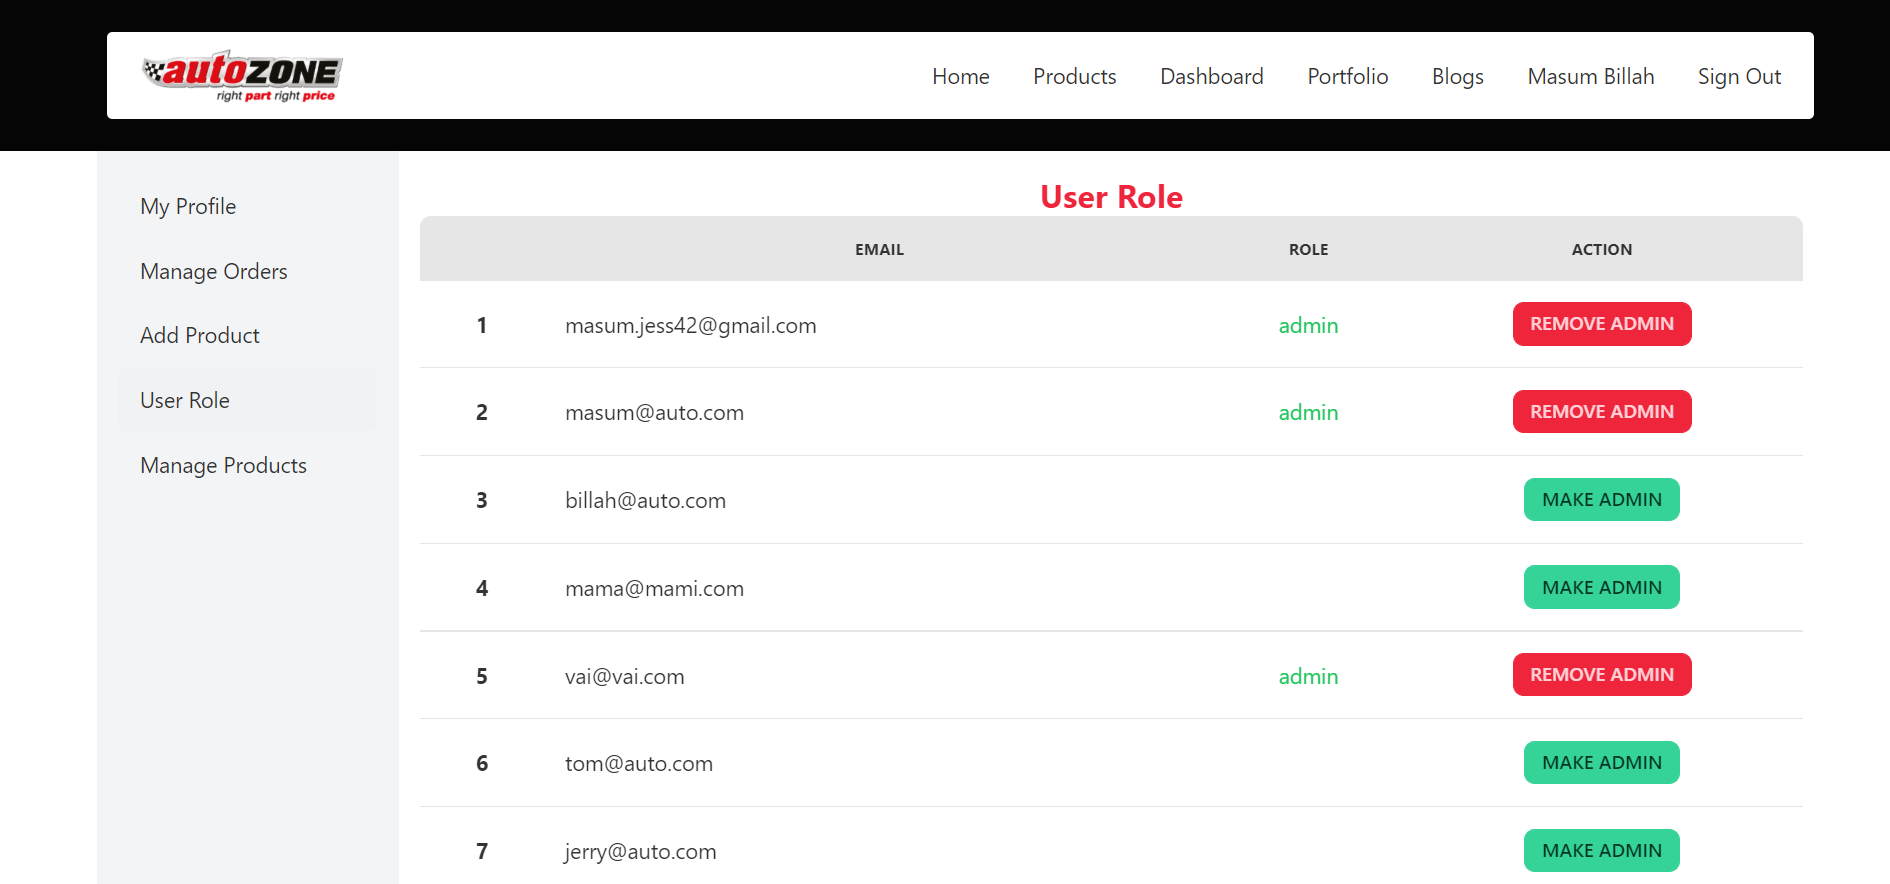 autozone
right part right price
Home Products Dashboard Portfolio Blogs Masum Billah Sign Out
My Profile
Manage Orders
Add Product
User Role
Manage Products
User Role
EMAIL ROLE ACTION
1 masum.jess42@gmail.com admin REMOVE ADMIN
2 masum@auto.com admin REMOVE ADMIN
3 billah@auto.com MAKE ADMIN
4 mama@mami.com MAKE ADMIN
5 vai@vai.com admin REMOVE ADMIN
6 tom@auto.com MAKE ADMIN
7 jerry@auto.com MAKE ADMIN